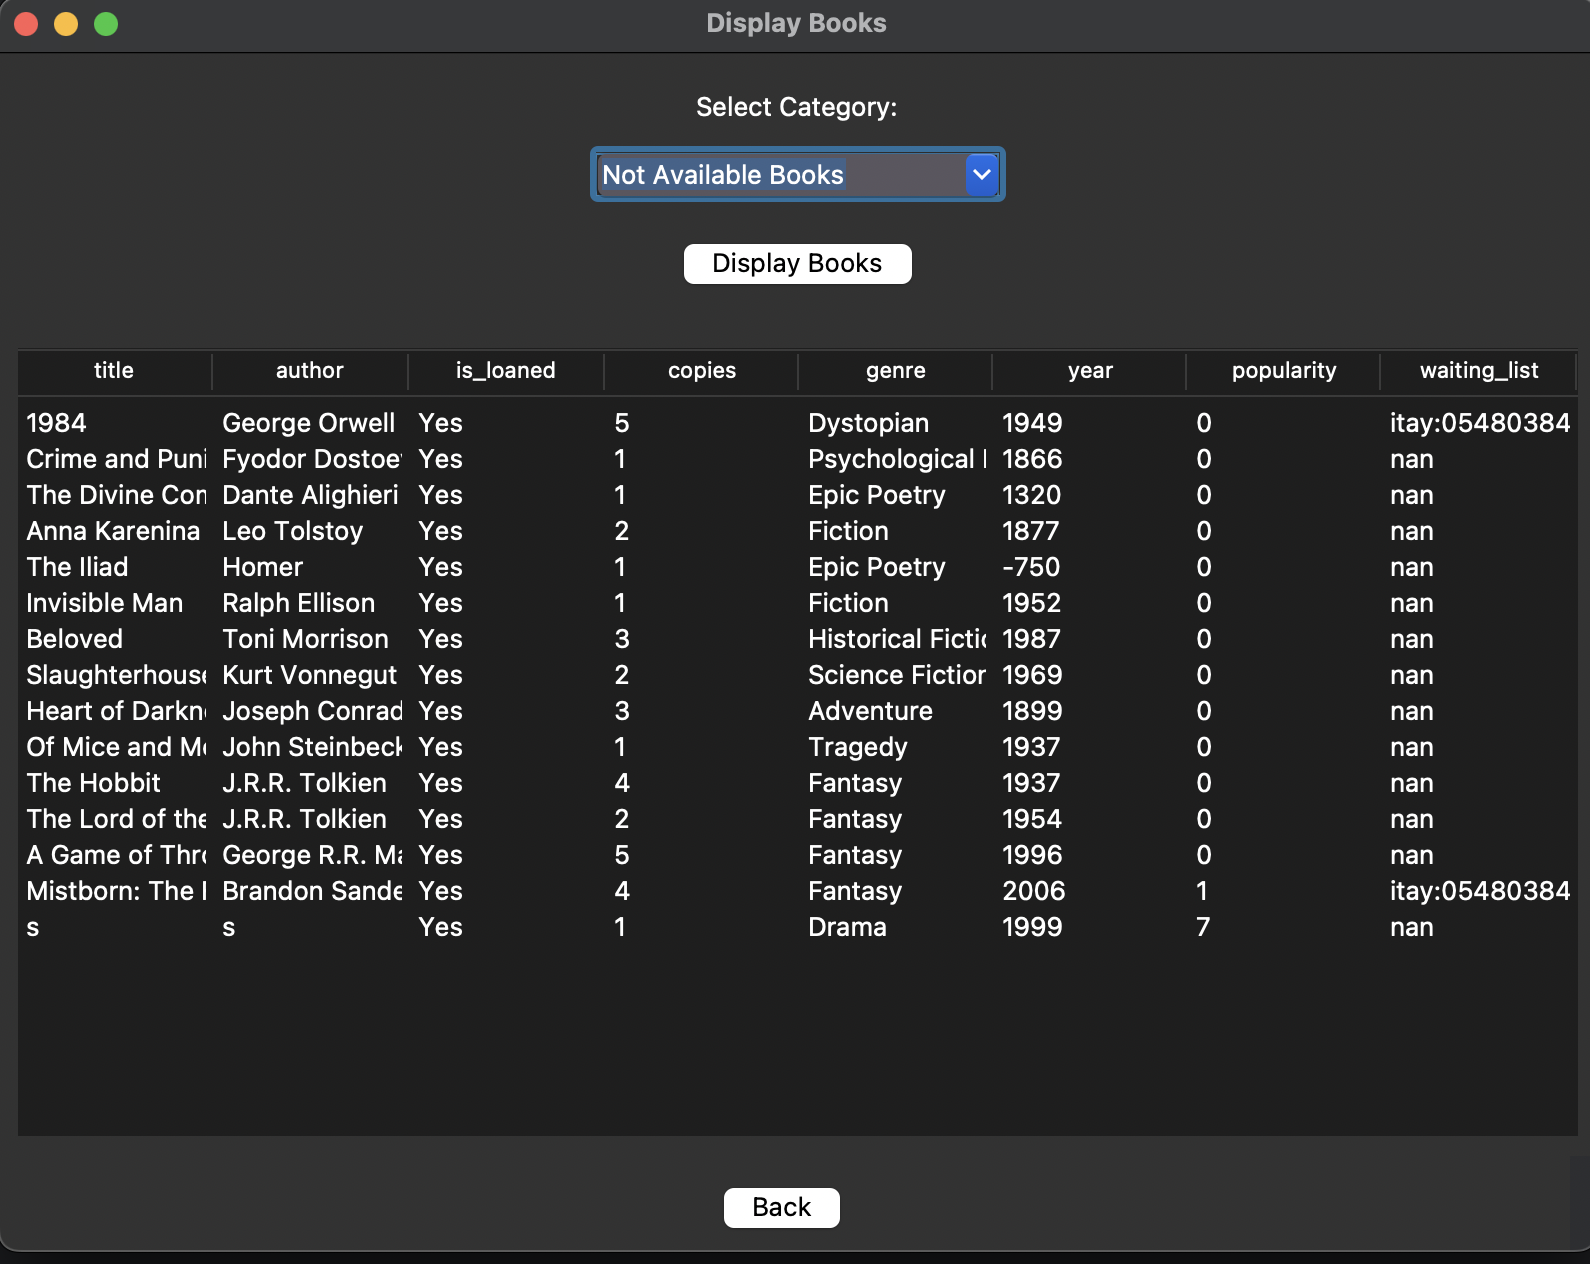 Display Books
Select Category:
Not Available Books
Display Books
title author is_loaned copies genre year popularity waiting_list
1984 George Orwell Yes 5 Dystopian 1949 0 itay:05480384
Crime and Puni Fyodor Dostoe Yes 1 Psychological 1866 0 nan
The Divine Com Dante Alighieri Yes 1 Epic Poetry 1320 0 nan
Anna Karenina Leo Tolstoy Yes 2 Fiction 1877 0 nan
The Iliad Homer Yes 1 Epic Poetry -750 0 nan
Invisible Man Ralph Ellison Yes 1 Fiction 1952 0 nan
Beloved Toni Morrison Yes 3 Historical Fictio 1987 0 nan
Slaughterhouse Kurt Vonnegut Yes 2 Science Fiction 1969 0 nan
Heart of Darkn Joseph Conrad Yes 3 Adventure 1899 0 nan
Of Mice and Me John Steinbeck Yes 1 Tragedy 1937 0 nan
The Hobbit J.R.R. Tolkien Yes 4 Fantasy 1937 0 nan
The Lord of the J.R.R. Tolkien Yes 2 Fantasy 1954 0 nan
A Game of Thro George R.R. Ma Yes 5 Fantasy 1996 0 nan
Mistborn: The Brandon Sande Yes 4 Fantasy 2006 1 itay:05480384
s s Yes 1 Drama 1999 7 nan
Back